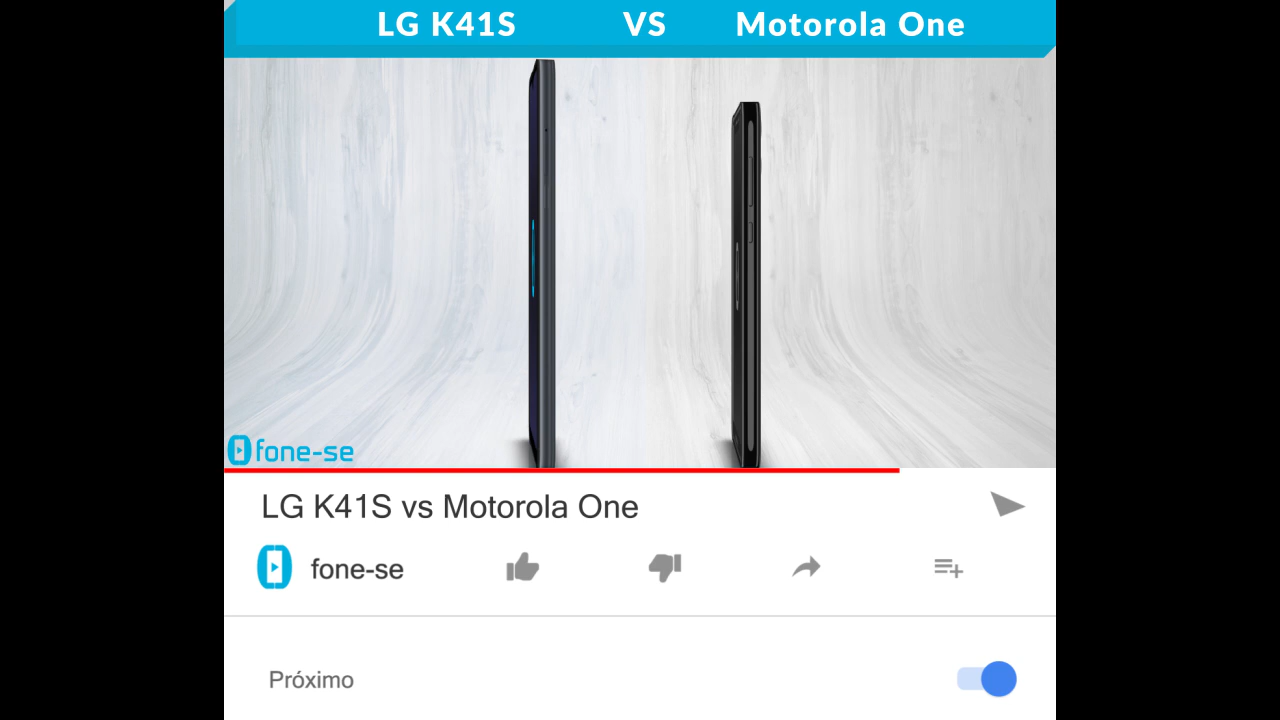 LG K41S VS Motorola One
fone-se
LG K41S vs Motorola One
fone-se
Próximo